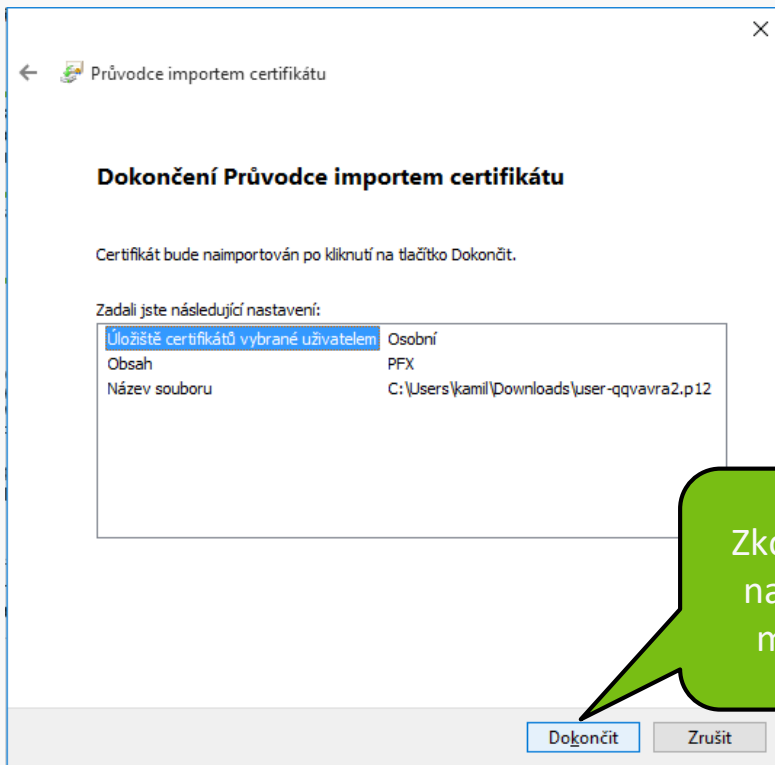 Průvodce importem certifikátu
Dokončení Průvodce importem certifikátu
Certifikát bude naimportován po kliknutí na tlačítko Dokončit.
Zadali jste následující nastavení:
Úložiště certifikátů vybrané uživatelem Osobní
Obsah PFX
Název souboru C:\Users\kamil\Downloads\user-qqvavra2.p12
Dokončit Zrušit